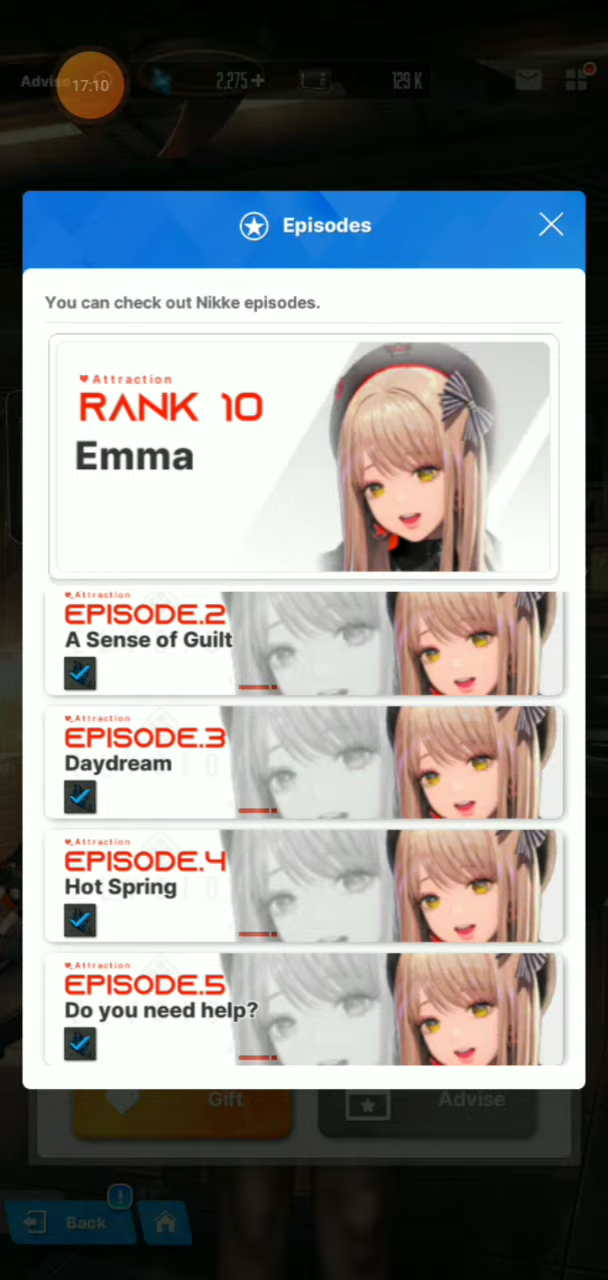 Advise
17:10
2,275
129 K
Episodes
You can check out Nikke episodes.
Attraction
RANK 10
Emma
Attraction
EPISODE.2
A Sense of Guilt
Attraction
EPISODE.3
Daydream
Attraction
EPISODE.4
Hot Spring
Attraction
EPISODE.5
Do you need help?
Gift
Advise
Back